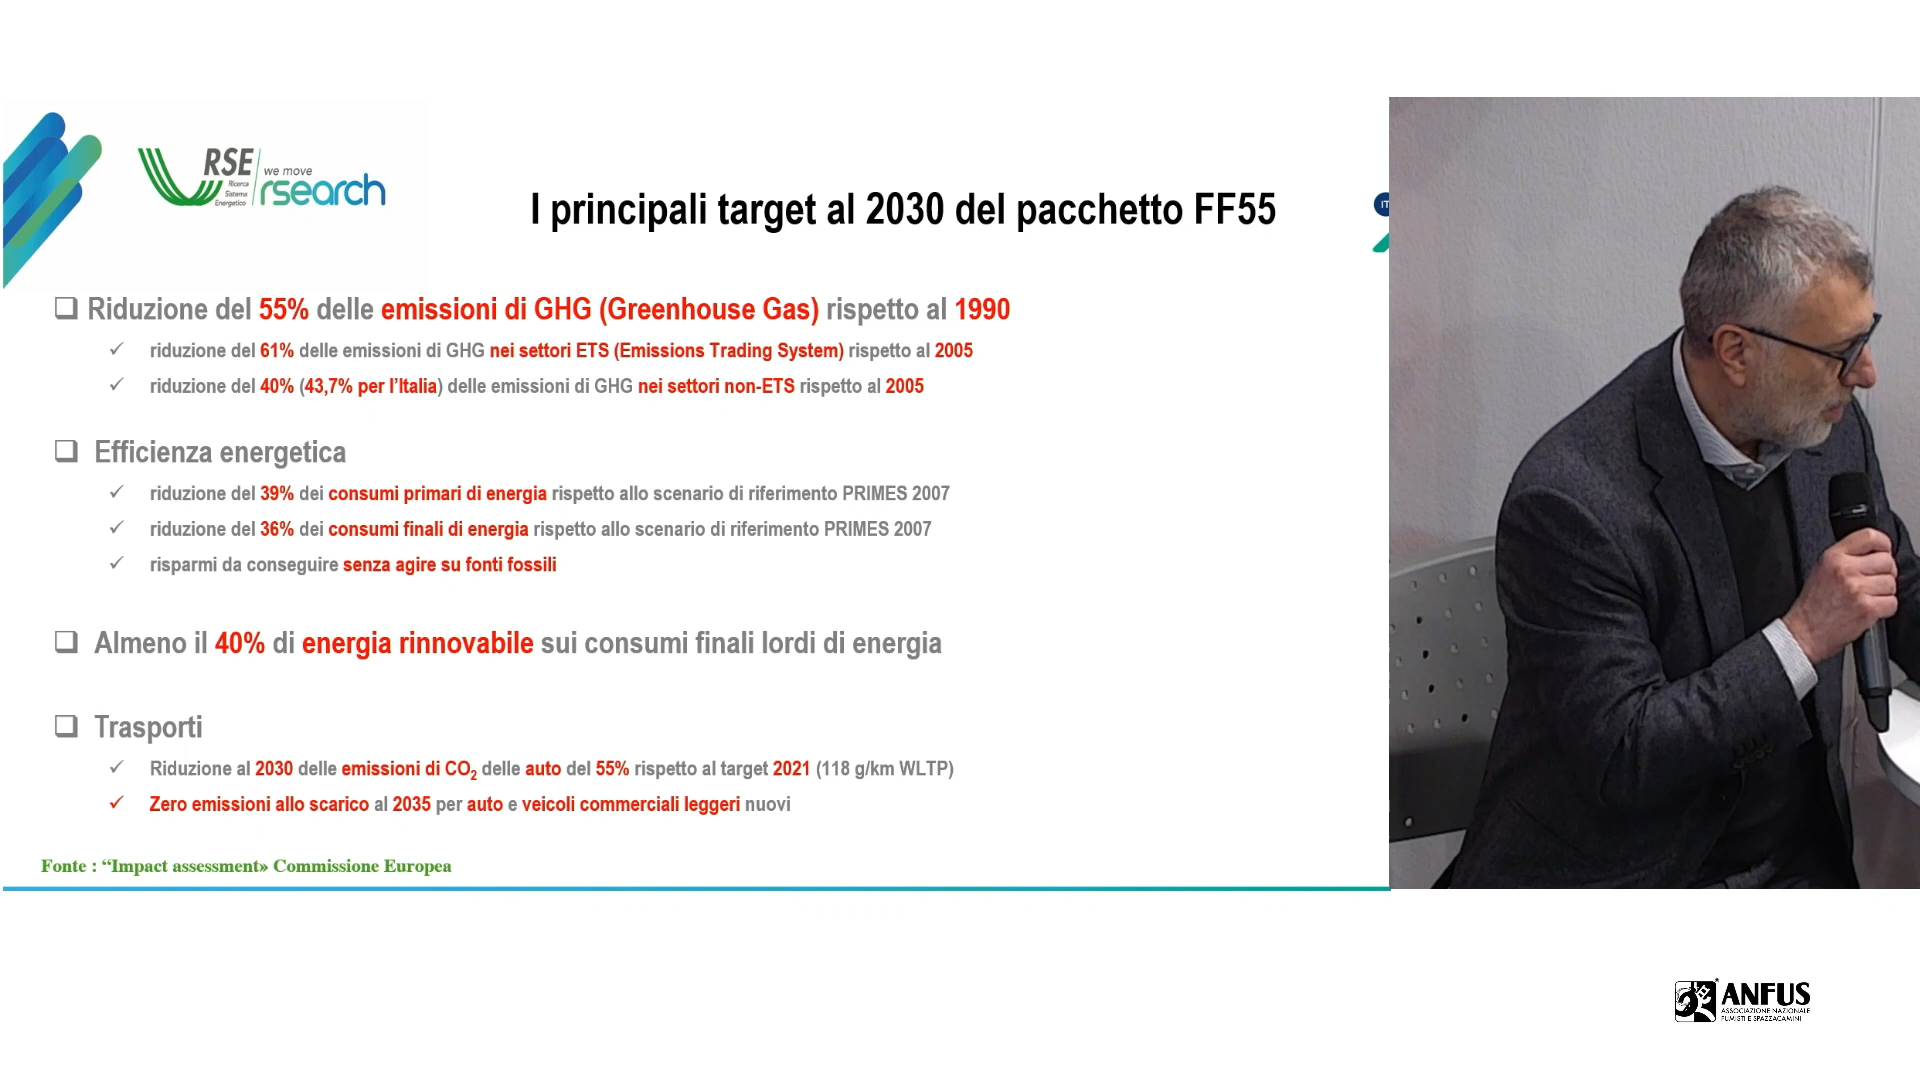 RSE
Ricerca
Sistema
Energetico
we move
rsearch
I principali target al 2030 del pacchetto FF55
IT
Riduzione del 55% delle emissioni di GHG (Greenhouse Gas) rispetto al 1990
riduzione del 61% delle emissioni di GHG nei settori ETS (Emissions Trading System) rispetto al 2005
riduzione del 40% (43,7% per l’Italia) delle emissioni di GHG nei settori non-ETS rispetto al 2005
Efficienza energetica
riduzione del 39% dei consumi primari di energia rispetto allo scenario di riferimento PRIMES 2007
riduzione del 36% dei consumi finali di energia rispetto allo scenario di riferimento PRIMES 2007
risparmi da conseguire senza agire su fonti fossili
Almeno il 40% di energia rinnovabile sui consumi finali lordi di energia
Trasporti
Riduzione al 2030 delle emissioni di CO₂ delle auto del 55% rispetto al target 2021 (118 g/km WLTP)
Zero emissioni allo scarico al 2035 per auto e veicoli commerciali leggeri nuovi
Fonte : “Impact assessment» Commissione Europea
ANFUS
ASSOCIAZIONE NAZIONALE
FUMISTI E SPAZZACAMINI